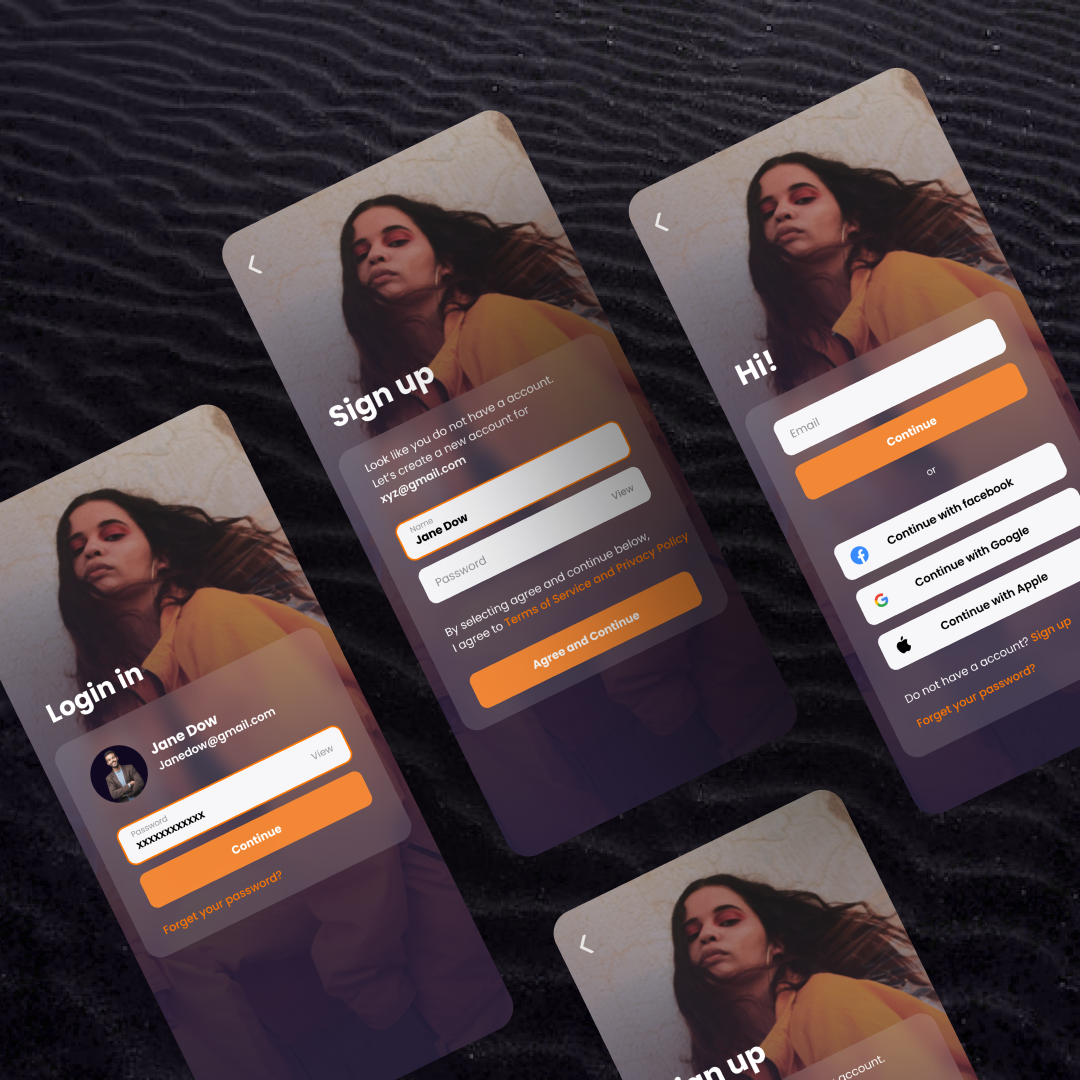 Login in
Jane Dow
Janedow@gmail.com
Password
xxxxxxxxxxxx
View
Continue
Forget your password?
Sign up
Look like you do not have a account.
Let's create a new account for
xyz@gmail.com
Name
Jane Dow
Password
View
By selecting agree and continue below,
I agree to Terms of Service and Privacy Policy
Agree and Continue
Hi!
Email
Continue
or
Continue with facebook
Continue with Google
Continue with Apple
Do not have a account? Sign up
Forget your password?
gn up
account.